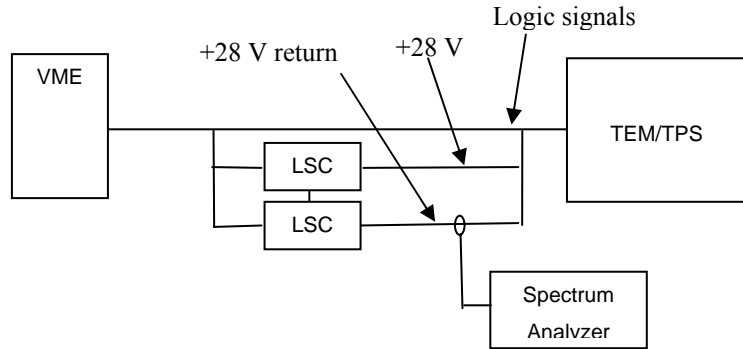 Logic signals
+28 V return
+28 V
VME
TEM/TPS
LSC
LSC
Spectrum
Analyzer